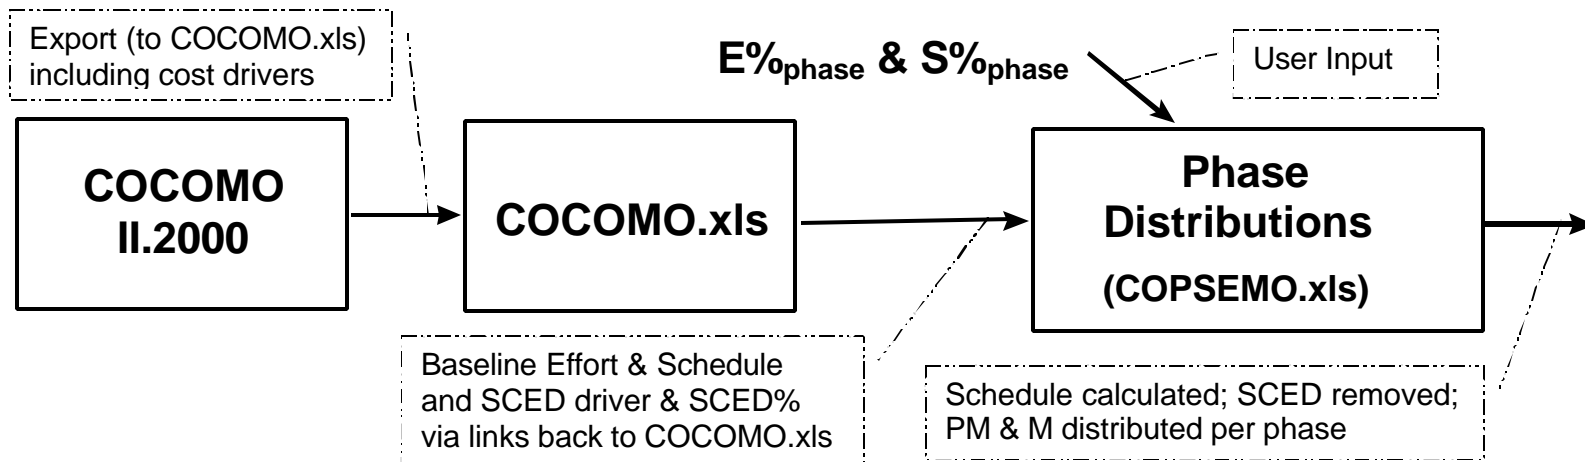 Export (to COCOMO.xls)
including cost drivers
E%phase & S%phase
User Input
COCOMO
II.2000
COCOMO.xls
Phase
Distributions
(COPSEMO.xls)
Baseline Effort & Schedule
and SCED driver & SCED%
via links back to COCOMO.xls
Schedule calculated; SCED removed;
PM & M distributed per phase